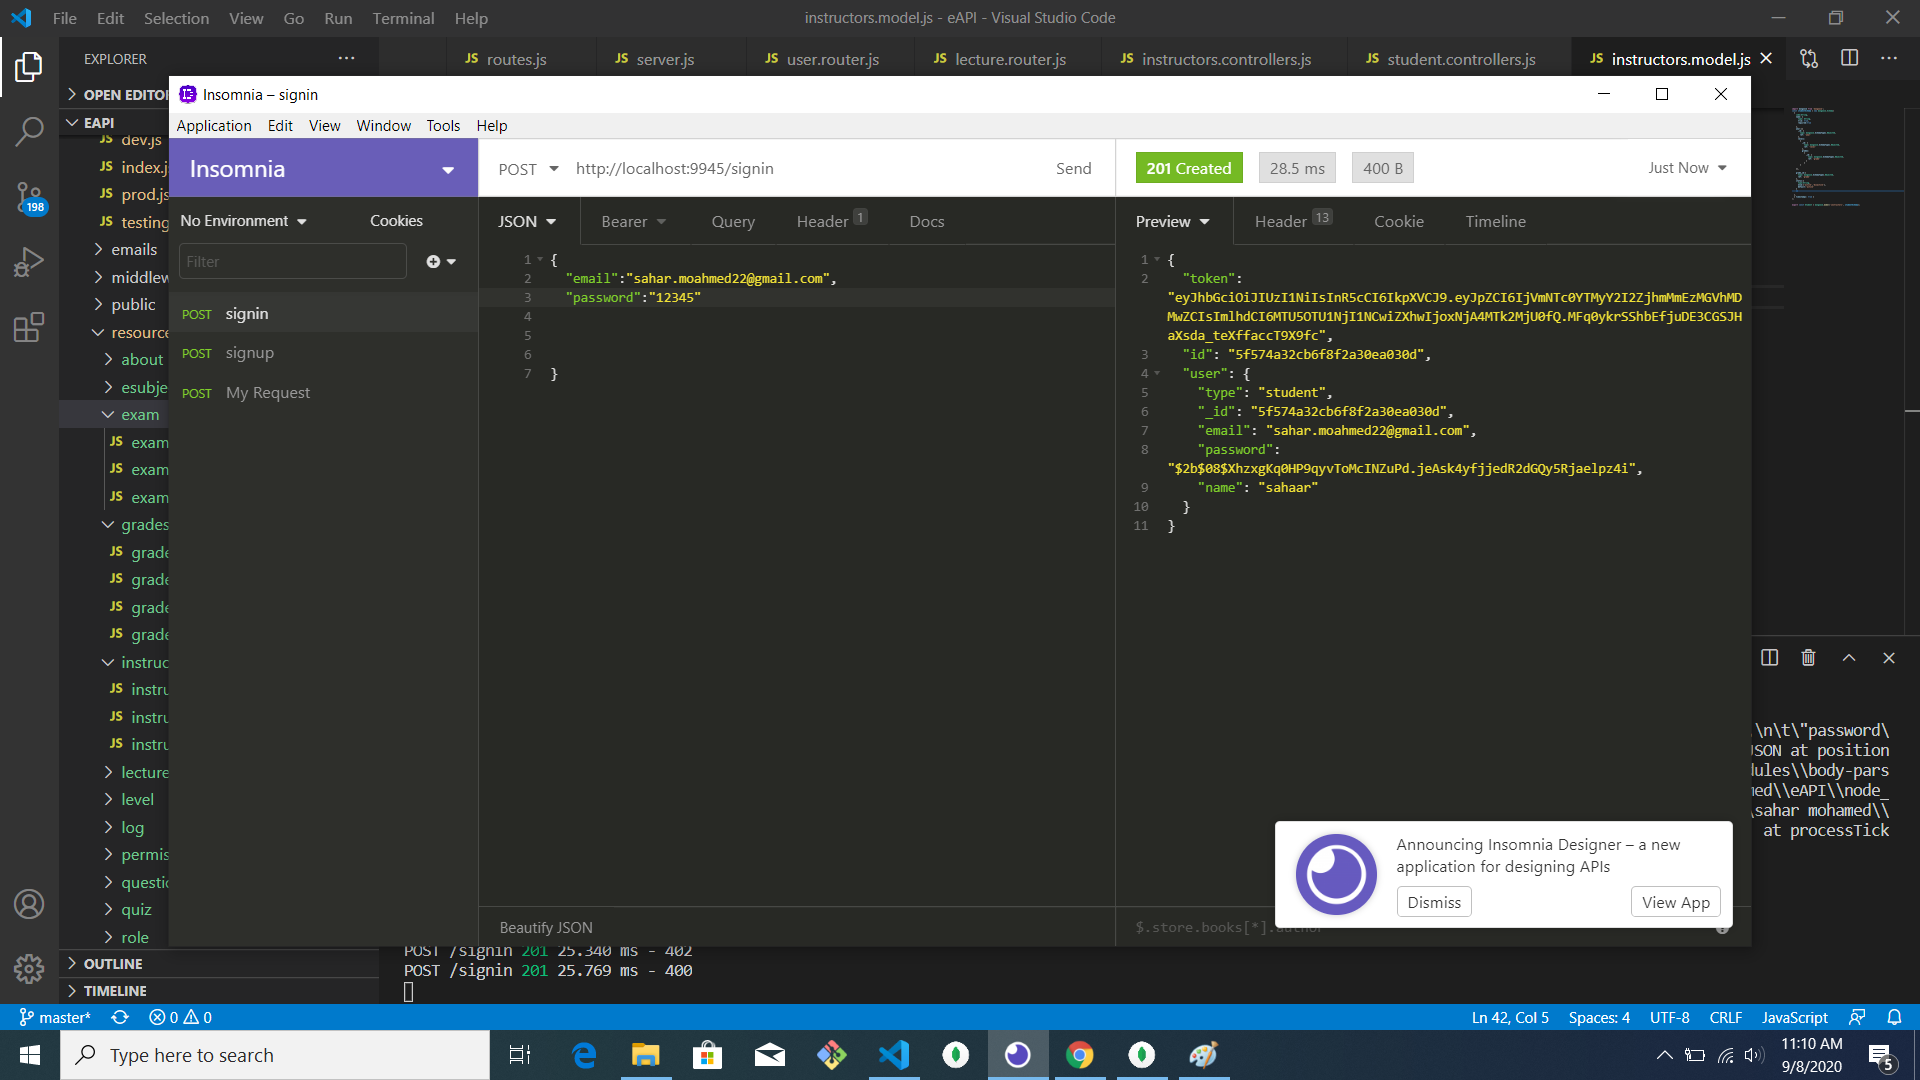 File Edit Selection View Go Run Terminal Help
instructors.model.js - eAPI - Visual Studio Code
EXPLORER
JS routes.js
JS server.js
JS user.router.js
JS lecture.router.js
JS instructors.controllers.js
JS student.controllers.js
JS instructors.model.js
OPEN EDITO
EAPI
JS dev.js
JS index.j
JS prod.js
JS testing
emails
middlew
public
resource
about
esubje
exam
JS exam
JS exam
JS exam
grades
JS grade
JS grade
JS grade
JS grade
instruc
JS instru
JS instru
JS instru
lecture
level
log
permis
questio
quiz
role
OUTLINE
TIMELINE
198
Insomnia – signin
Application Edit View Window Tools Help
Insomnia
POST http://localhost:9945/signin Send
201 Created 28.5 ms 400 B Just Now
No Environment Cookies
Filter
POST signin
POST signup
POST My Request
JSON Bearer Query Header 1 Docs
1 {
2 "email":"sahar.moahmed22@gmail.com",
3 "password":"12345"
4
5
6
7 }
Beautify JSON
Preview Header 13 Cookie Timeline
1 {
2 "token":
"eyJhbGciOiJIUzI1NiIsInR5cCI6IkpXVCJ9.eyJpZCI6IjVmNTc0YTMyY2I2ZjhmMmEzMGVhMD
MwZCIsImlhdCI6MTU5OTU1NjI1NCwiZXhwIjoxNjA4MTk2MjU0fQ.MFq0ykrSShbEfjuDE3CGSJH
aXsda_teXffaccT9X9fc",
3 "id": "5f574a32cb6f8f2a30ea030d",
4 "user": {
5 "type": "student",
6 "_id": "5f574a32cb6f8f2a30ea030d",
7 "email": "sahar.moahmed22@gmail.com",
8 "password":
"$2b$08$XhzxgKq0HP9qyvToMcINZuPd.jeAsk4yfjjedR2dGQy5Rjaelpz4i",
9 "name": "sahaar"
10 }
11 }
$.store.books[*].author
Announcing Insomnia Designer – a new
application for designing APIs
Dismiss View App
\n\t\"password\
JSON at position
dules\\body-pars
med\\eAPI\\node_
\sahar mohamed\\
at processTick
POST /signin 201 25.340 ms - 402
POST /signin 201 25.769 ms - 400
master* 0 0
Ln 42, Col 5 Spaces: 4 UTF-8 CRLF JavaScript
Type here to search
11:10 AM
9/8/2020
5